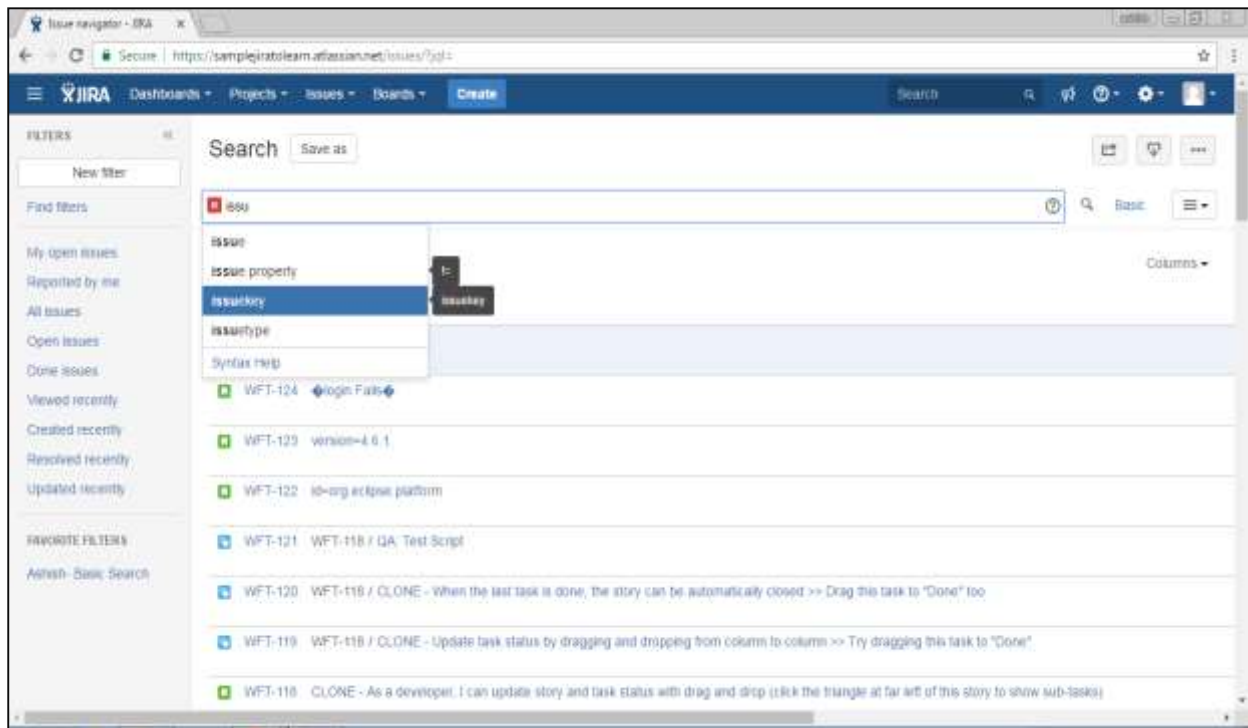 Issue navigator - JIRA
Secure | https://samplejiratolearn.atlassian.net/issues/?jql=
JIRA Dashboards Projects Issues Boards Create Search
FILTERS
New filter
Find filters
My open issues
Reported by me
All issues
Open issues
Done issues
Viewed recently
Created recently
Resolved recently
Updated recently
FAVORITE FILTERS
Ashish- Basic Search
Search Save as
issu
Basic
issue
issue property
issuekey
issuekey
issuetype
Syntax Help
Columns
WFT-124 �login Fails�
WFT-123 version=4.6.1
WFT-122 id=org.eclipse.platform
WFT-121 WFT-118 / QA: Test Script
WFT-120 WFT-118 / CLONE - When the last task is done, the story can be automatically closed >> Drag this task to "Done" too
WFT-119 WFT-118 / CLONE - Update task status by dragging and dropping from column to column >> Try dragging this task to "Done"
WFT-118 CLONE - As a developer, I can update story and task status with drag and drop (click the triangle at far left of this story to show sub-tasks)